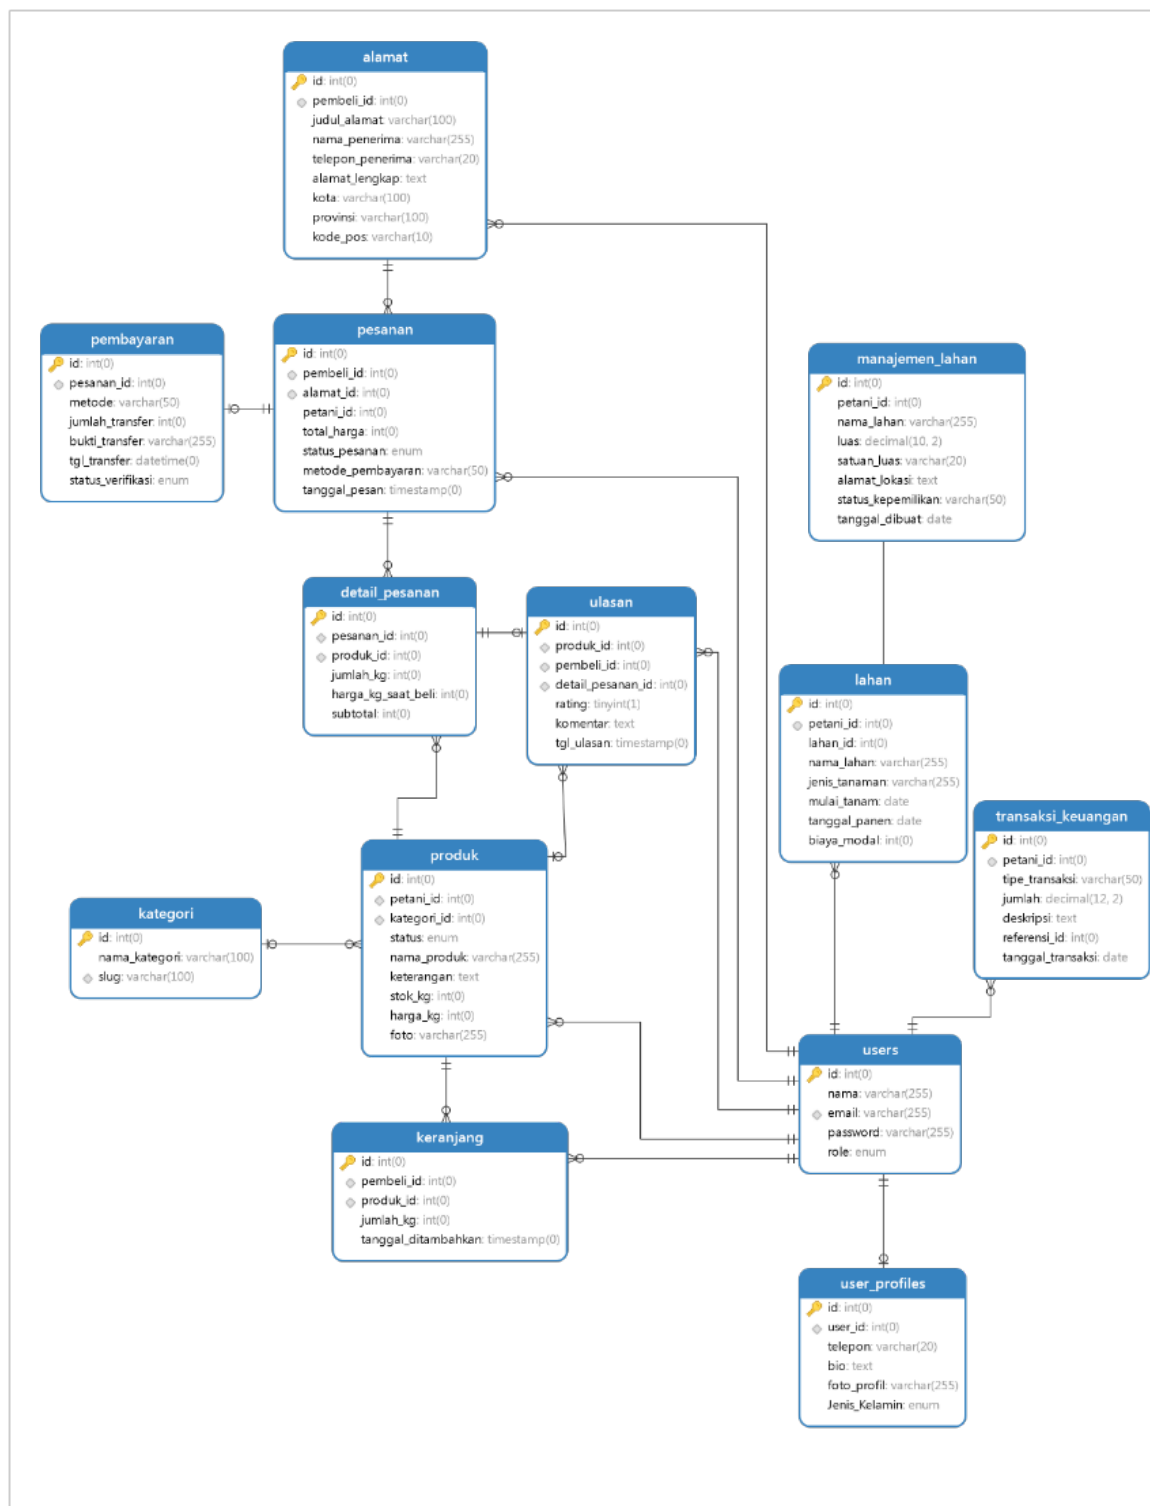 alamat
id: int(0)
pembeli_id: int(0)
judul_alamat: varchar(100)
nama_penerima: varchar(255)
telepon_penerima: varchar(20)
alamat_lengkap: text
kota: varchar(100)
provinsi: varchar(100)
kode_pos: varchar(10)
pembayaran
id: int(0)
pesanan_id: int(0)
metode: varchar(50)
jumlah_transfer: int(0)
bukti_transfer: varchar(255)
tgl_transfer: datetime(0)
status_verifikasi: enum
pesanan
id: int(0)
pembeli_id: int(0)
alamat_id: int(0)
petani_id: int(0)
total_harga: int(0)
status_pesanan: enum
metode_pembayaran: varchar(50)
tanggal_pesan: timestamp(0)
manajemen_lahan
id: int(0)
petani_id: int(0)
nama_lahan: varchar(255)
luas: decimal(10, 2)
satuan_luas: varchar(20)
alamat_lokasi: text
status_kepemilikan: varchar(50)
tanggal_dibuat: date
detail_pesanan
id: int(0)
pesanan_id: int(0)
produk_id: int(0)
jumlah_kg: int(0)
harga_kg_saat_beli: int(0)
subtotal: int(0)
ulasan
id: int(0)
produk_id: int(0)
pembeli_id: int(0)
detail_pesanan_id: int(0)
rating: tinyint(1)
komentar: text
tgl_ulasan: timestamp(0)
lahan
id: int(0)
petani_id: int(0)
lahan_id: int(0)
nama_lahan: varchar(255)
jenis_tanaman: varchar(255)
mulai_tanam: date
tanggal_panen: date
biaya_modal: int(0)
transaksi_keuangan
id: int(0)
petani_id: int(0)
tipe_transaksi: varchar(50)
jumlah: decimal(12, 2)
deskripsi: text
referensi_id: int(0)
tanggal_transaksi: date
kategori
id: int(0)
nama_kategori: varchar(100)
slug: varchar(100)
produk
id: int(0)
petani_id: int(0)
kategori_id: int(0)
status: enum
nama_produk: varchar(255)
keterangan: text
stok_kg: int(0)
harga_kg: int(0)
foto: varchar(255)
users
id: int(0)
nama: varchar(255)
email: varchar(255)
password: varchar(255)
role: enum
keranjang
id: int(0)
pembeli_id: int(0)
produk_id: int(0)
jumlah_kg: int(0)
tanggal_ditambahkan: timestamp(0)
user_profiles
id: int(0)
user_id: int(0)
telepon: varchar(20)
bio: text
foto_profil: varchar(255)
Jenis_Kelamin: enum